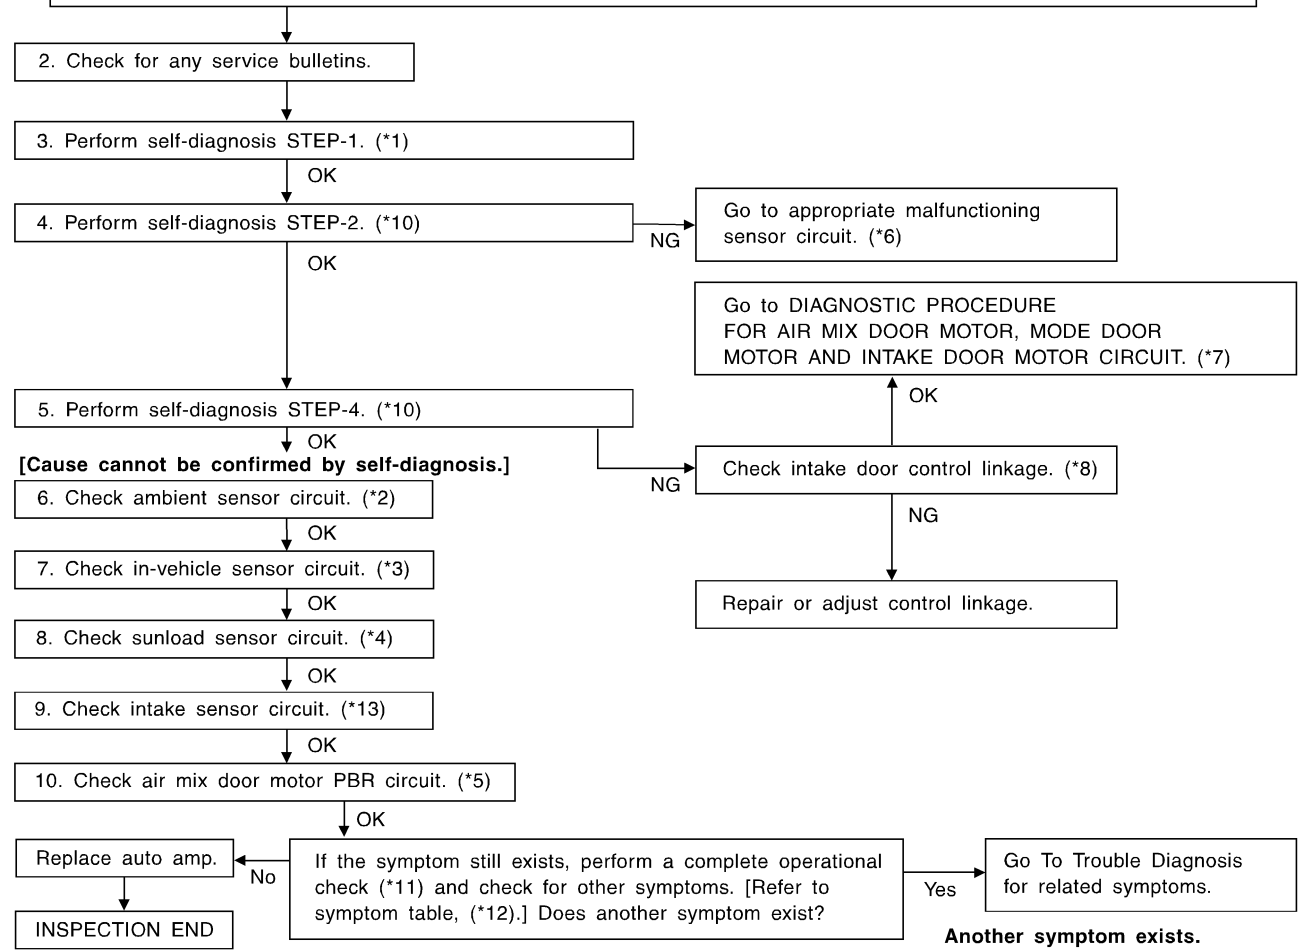 2. Check for any service bulletins.
3. Perform self-diagnosis STEP-1. (*1)
OK
4. Perform self-diagnosis STEP-2. (*10)
NG
Go to appropriate malfunctioning
sensor circuit. (*6)
OK
Go to DIAGNOSTIC PROCEDURE
FOR AIR MIX DOOR MOTOR, MODE DOOR
MOTOR AND INTAKE DOOR MOTOR CIRCUIT. (*7)
OK
5. Perform self-diagnosis STEP-4. (*10)
OK
NG
Check intake door control linkage. (*8)
NG
Repair or adjust control linkage.
[Cause cannot be confirmed by self-diagnosis.]
6. Check ambient sensor circuit. (*2)
OK
7. Check in-vehicle sensor circuit. (*3)
OK
8. Check sunload sensor circuit. (*4)
OK
9. Check intake sensor circuit. (*13)
OK
10. Check air mix door motor PBR circuit. (*5)
OK
If the symptom still exists, perform a complete operational
check (*11) and check for other symptoms. [Refer to
symptom table, (*12).] Does another symptom exist?
No
Replace auto amp.
INSPECTION END
Yes
Go To Trouble Diagnosis
for related symptoms.
Another symptom exists.